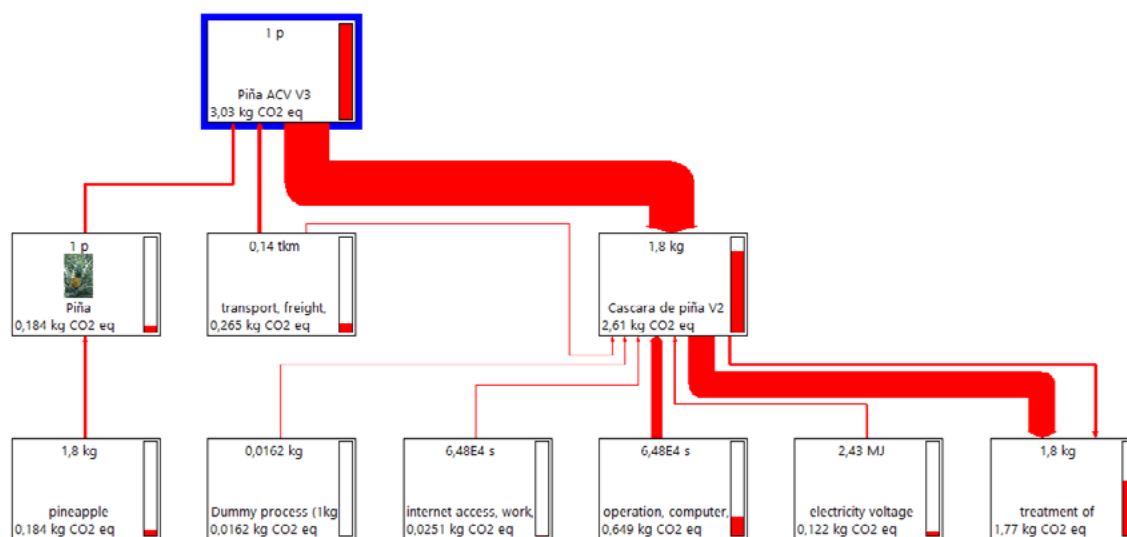 1 p
Piña ACV V3
3,03 kg CO2 eq
1 p
Piña
0,184 kg CO2 eq
0,14 tkm
transport, freight,
0,265 kg CO2 eq
1,8 kg
Cascara de piña V2
2,61 kg CO2 eq
1,8 kg
pineapple
0,184 kg CO2 eq
0,0162 kg
Dummy process (1kg
0,0162 kg CO2 eq
6,48E4 s
internet access, work,
0,0251 kg CO2 eq
6,48E4 s
operation, computer,
0,649 kg CO2 eq
2,43 MJ
electricity voltage
0,122 kg CO2 eq
1,8 kg
treatment of
1,77 kg CO2 eq